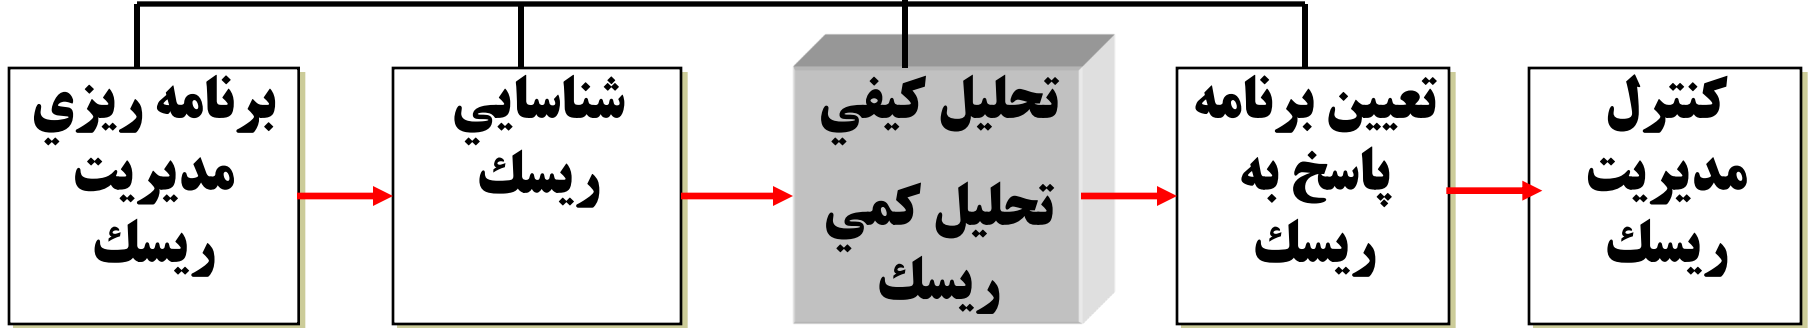 برنامه ريزي
مديريت
ريسك
شناسايي
ريسك
تحليل كيفي
تحليل كمي
ريسك
تعيين برنامه
پاسخ به
ريسك
كنترل
مديريت
ريسك